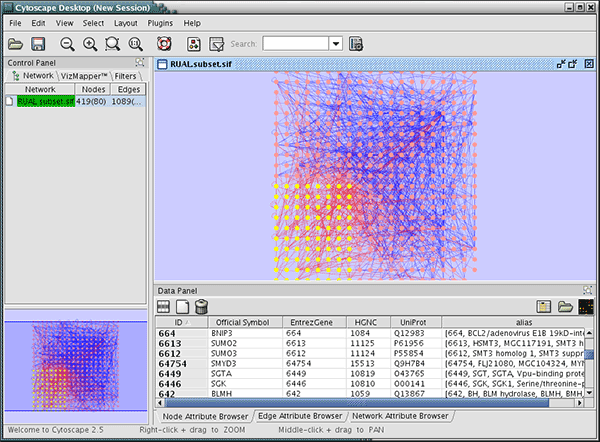 Cytoscape Desktop (New Session)
File Edit View Select Layout Plugins Help
Search:
Control Panel
Network VizMapper™ Filters
Network Nodes Edges
RUAL.subset.sif 419(80) 1089(...
RUAL.subset.sif
Data Panel
ID Official Symbol EntrezGene HGNC UniProt alias
664 BNIP3 664 1084 Q12983 [664, BCL2/adenovirus E1B 19kD-inte
6613 SUMO2 6613 11125 P61956 [6613, HSMT3, MGC117191, SMT3 h
6612 SUMO3 6612 11124 P55854 [6612, SMT3 homolog 1, SMT3 suppr
64754 SMYD3 64754 15513 Q9H7B4 [64754, FLJ21080, MGC104324, MYN
6449 SGTA 6449 10819 O43765 [6449, SGT, SGTA, Vpu-binding prote
6446 SGK 6446 10810 O00141 [6446, SGK, SGK1, Serine/threonine-p
642 BLMH 642 1059 Q13867 [642, BH, BLM hydrolase, BLMH, BMH,
Node Attribute Browser Edge Attribute Browser Network Attribute Browser
Welcome to Cytoscape 2.5 Right-click + drag to ZOOM Middle-click + drag to PAN